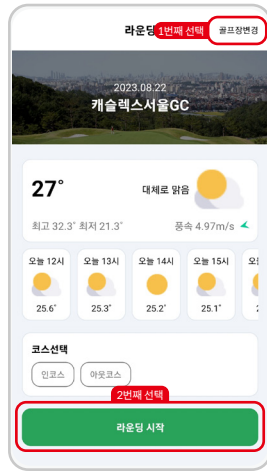 라운딩
1번째 선택
골프장변경
2023.08.22
캐슬렉스서울GC
27°
대체로 맑음
최고 32.3° 최저 21.3°
풍속 4.97m/s
오늘 12시 오늘 13시 오늘 14시 오늘 15시 오
25.6° 25.3° 25.2° 25.1° 2
코스선택
인코스 아웃코스
2번째 선택
라운딩 시작